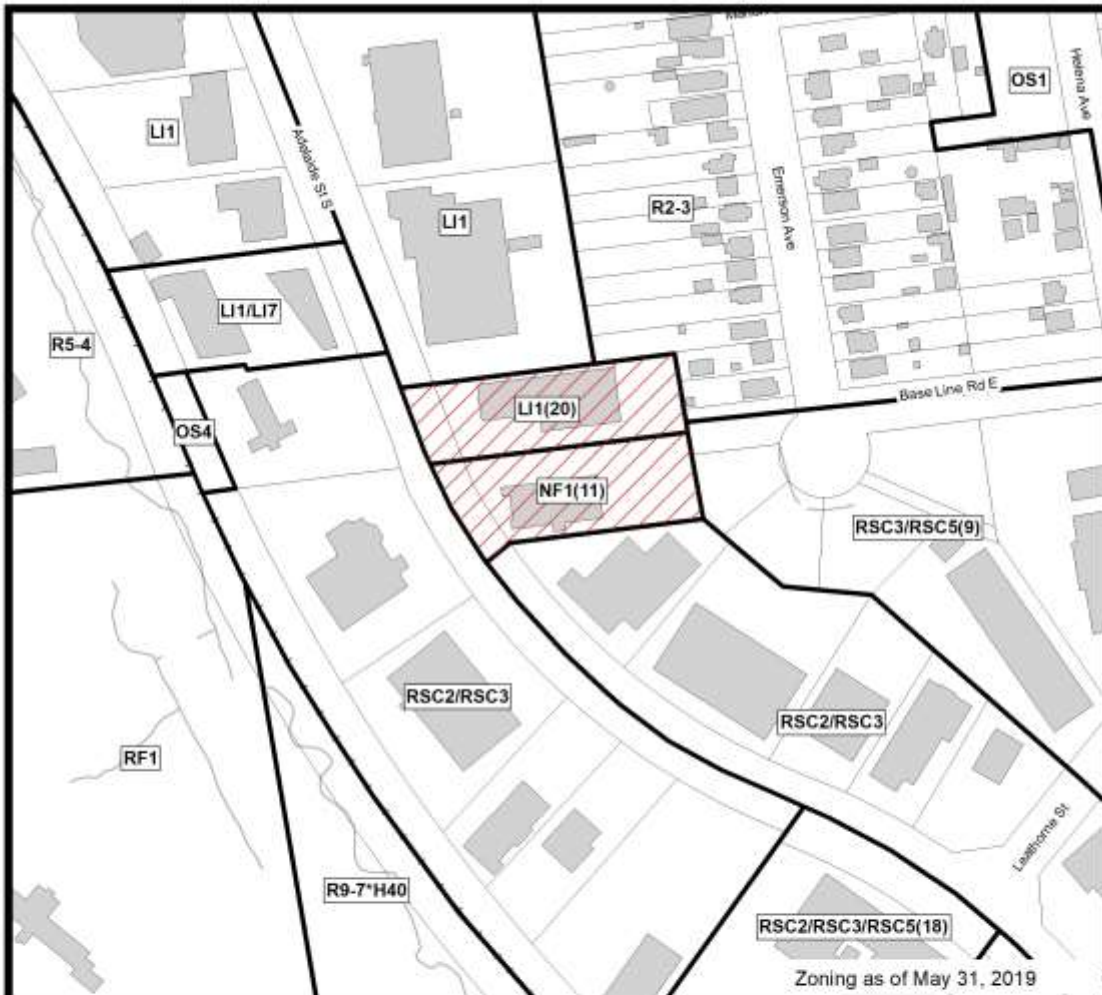 OS1
Helena Ave
LI1
Adelaide St S
LI1
R2-3
Emerson Ave
LI1/LI7
R5-4
Base Line Rd E
LI1(20)
OS4
NF1(11)
RSC3/RSC5(9)
RSC2/RSC3
RSC2/RSC3
RF1
Leathorne St
R9-7*H40
RSC2/RSC3/RSC5(18)
Zoning as of May 31, 2019